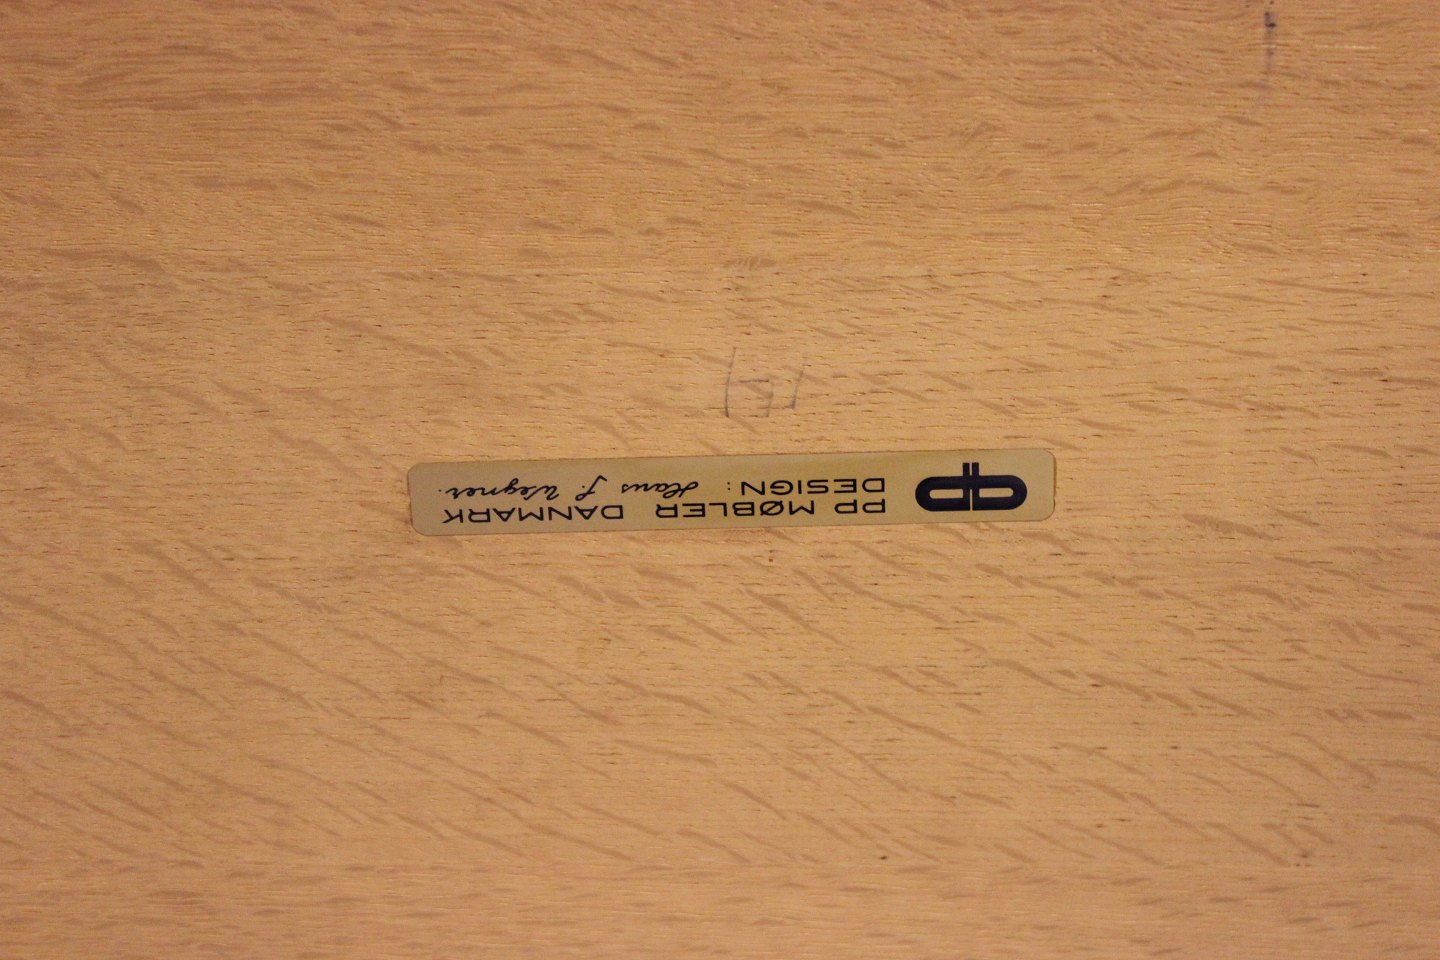 PP MØBLER DANMARK
DESIGN: Hans J. Wegner.